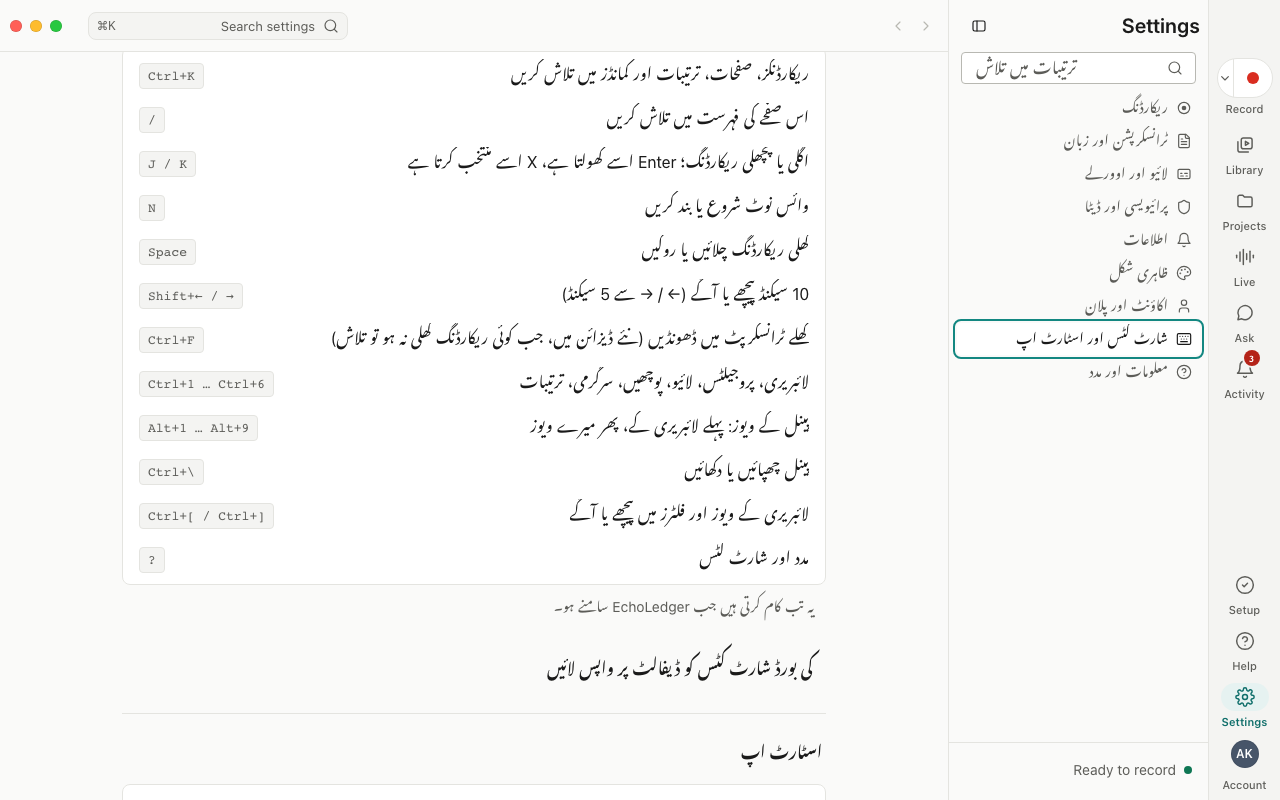 ⌘K
Search settings
Settings
ترتیبات میں تلاش
ریکارڈنگ
ٹرانسکرپشن اور زبان
لائیو اور اوورلے
پرائیویسی اور ڈیٹا
اطلاعات
ظاہری شکل
اکاؤنٹ اور پلان
شارٹ کٹس اور اسٹارٹ اپ
معلومات اور مدد
Ready to record
Record
Library
Projects
Live
Ask
3
Activity
Setup
Help
Settings
AK
Account
ریکارڈنگز، صفحات، ترتیبات اور کمانڈز میں تلاش کریں
Ctrl+K
اس صفحے کی فہرست میں تلاش کریں
/
اگلی یا پچھلی ریکارڈنگ؛ Enter اسے کھولتا ہے، X اسے منتخب کرتا ہے
J / K
وائس نوٹ شروع یا بند کریں
N
کھلی ریکارڈنگ چلائیں یا روکیں
Space
10 سیکنڈ پیچھے یا آگے (← / → سے 5 سیکنڈ)
Shift+← / →
کھلے ٹرانسکرپٹ میں ڈھونڈیں (نئے ڈیزائن میں، جب کوئی ریکارڈنگ کھلی نہ ہو تو تلاش)
Ctrl+F
لائبریری، پروجیکٹس، لائیو، پوچھیں، سرگرمی، ترتیبات
Ctrl+1 … Ctrl+6
پینل کے ویوز: پہلے لائبریری کے، پھر میرے ویوز
Alt+1 … Alt+9
پینل چھپائیں یا دکھائیں
Ctrl+\
لائبریری کے ویوز اور فلٹرز میں پیچھے یا آگے
Ctrl+[ / Ctrl+]
مدد اور شارٹ کٹس
?
یہ تب کام کرتی ہیں جب EchoLedger سامنے ہو۔
کی بورڈ شارٹ کٹس کو ڈیفالٹ پر واپس لائیں
اسٹارٹ اپ